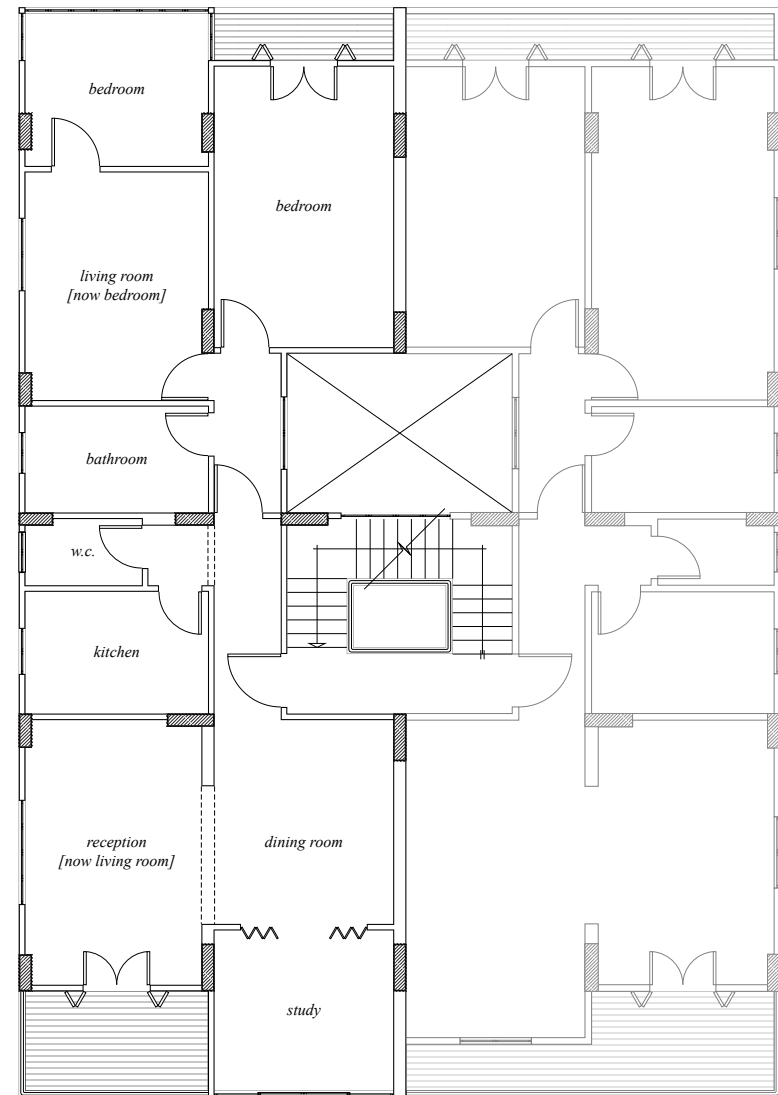 bedroom
bedroom
living room
[now bedroom]
bathroom
w.c.
kitchen
reception
[now living room]
dining room
study